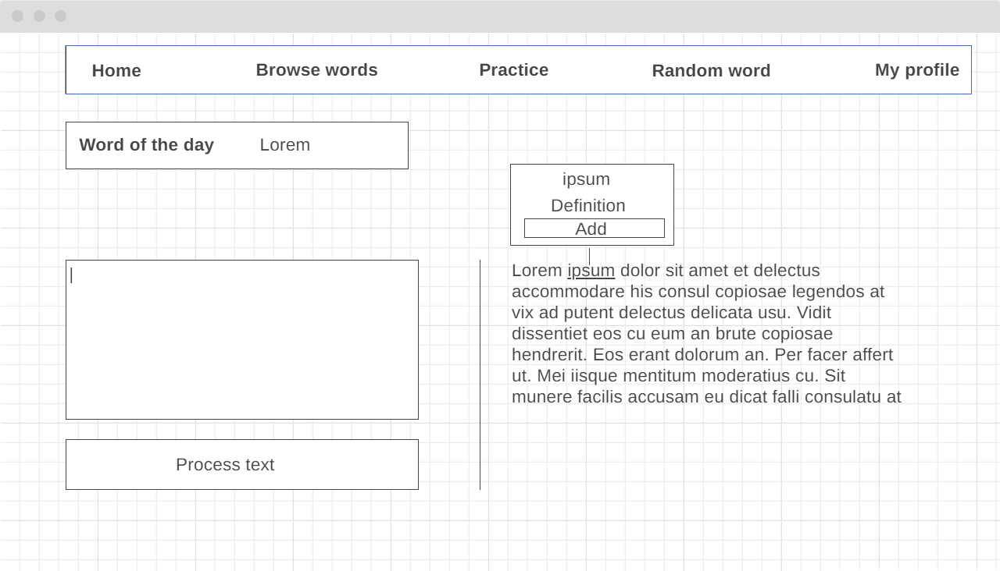 Home Browse words Practice Random word My profile
Word of the day Lorem
ipsum
Definition
Add
Lorem ipsum dolor sit amet et delectus
accommodare his consul copiosae legendos at
vix ad putent delectus delicata usu. Vidit
dissentiet eos cu eum an brute copiosae
hendrerit. Eos erant dolorum an. Per facer affert
ut. Mei iisque mentitum moderatius cu. Sit
munere facilis accusam eu dicat falli consulatu at
Process text